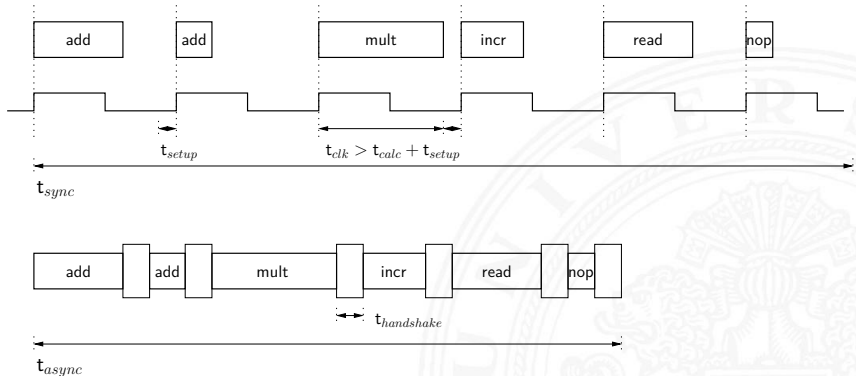 add add mult incr read nop
t_setup t_clk > t_calc + t_setup
t_sync
add add mult incr read nop
t_handshake
t_async
UNIVERS